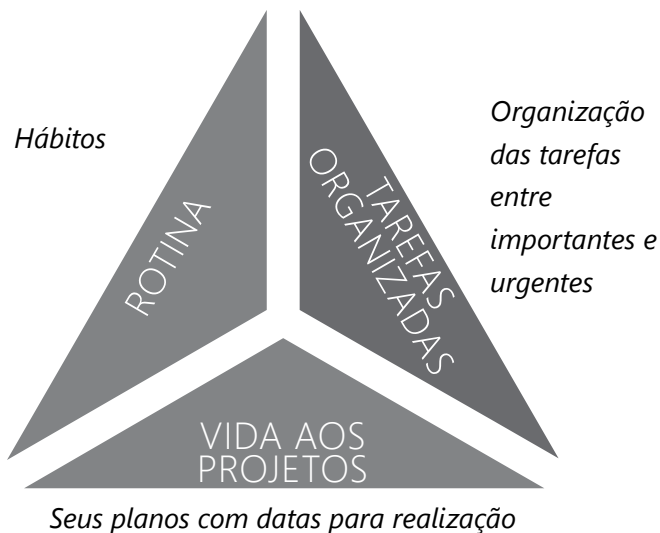 Hábitos
ROTINA
TAREFAS
ORGANIZADAS
Organização
das tarefas
entre
importantes e
urgentes
VIDA AOS
PROJETOS
Seus planos com datas para realização